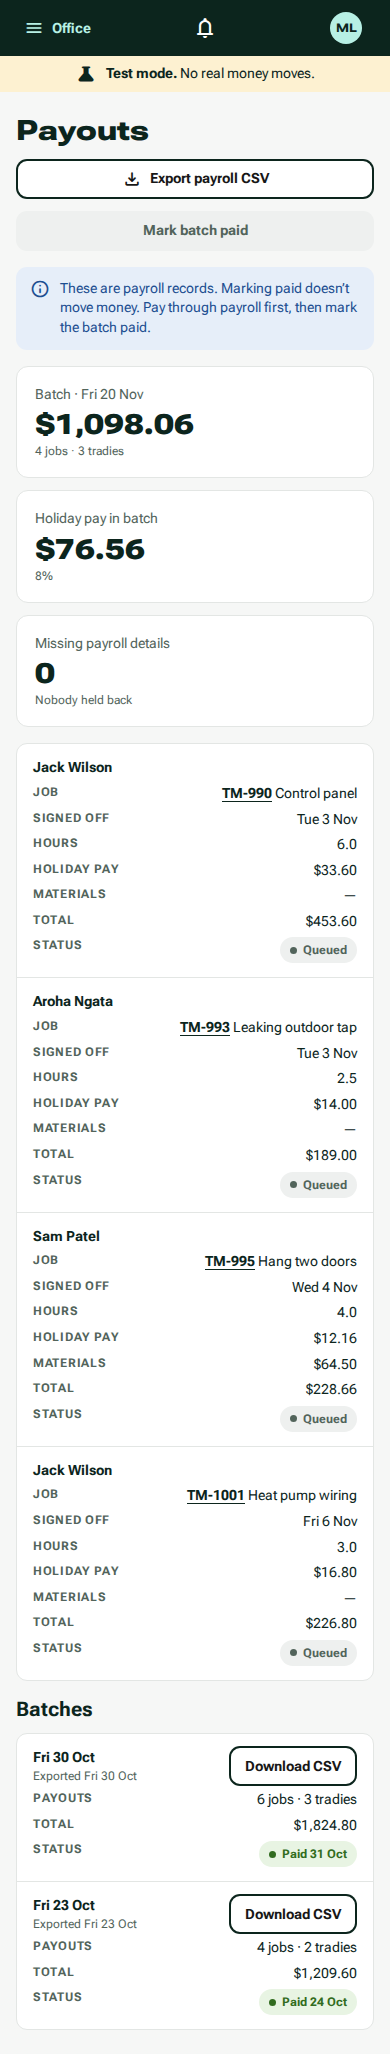 Office
ML
Test mode. No real money moves.
Payouts
Export payroll CSV
Mark batch paid
These are payroll records. Marking paid doesn't
move money. Pay through payroll first, then mark
the batch paid.
Batch · Fri 20 Nov
$1,098.06
4 jobs · 3 tradies
Holiday pay in batch
$76.56
8%
Missing payroll details
0
Nobody held back
Jack Wilson
JOB TM-990 Control panel
SIGNED OFF Tue 3 Nov
HOURS 6.0
HOLIDAY PAY $33.60
MATERIALS —
TOTAL $453.60
STATUS Queued
Aroha Ngata
JOB TM-993 Leaking outdoor tap
SIGNED OFF Tue 3 Nov
HOURS 2.5
HOLIDAY PAY $14.00
MATERIALS —
TOTAL $189.00
STATUS Queued
Sam Patel
JOB TM-995 Hang two doors
SIGNED OFF Wed 4 Nov
HOURS 4.0
HOLIDAY PAY $12.16
MATERIALS $64.50
TOTAL $228.66
STATUS Queued
Jack Wilson
JOB TM-1001 Heat pump wiring
SIGNED OFF Fri 6 Nov
HOURS 3.0
HOLIDAY PAY $16.80
MATERIALS —
TOTAL $226.80
STATUS Queued
Batches
Fri 30 Oct
Exported Fri 30 Oct
Download CSV
PAYOUTS 6 jobs · 3 tradies
TOTAL $1,824.80
STATUS Paid 31 Oct
Fri 23 Oct
Exported Fri 23 Oct
Download CSV
PAYOUTS 4 jobs · 2 tradies
TOTAL $1,209.60
STATUS Paid 24 Oct